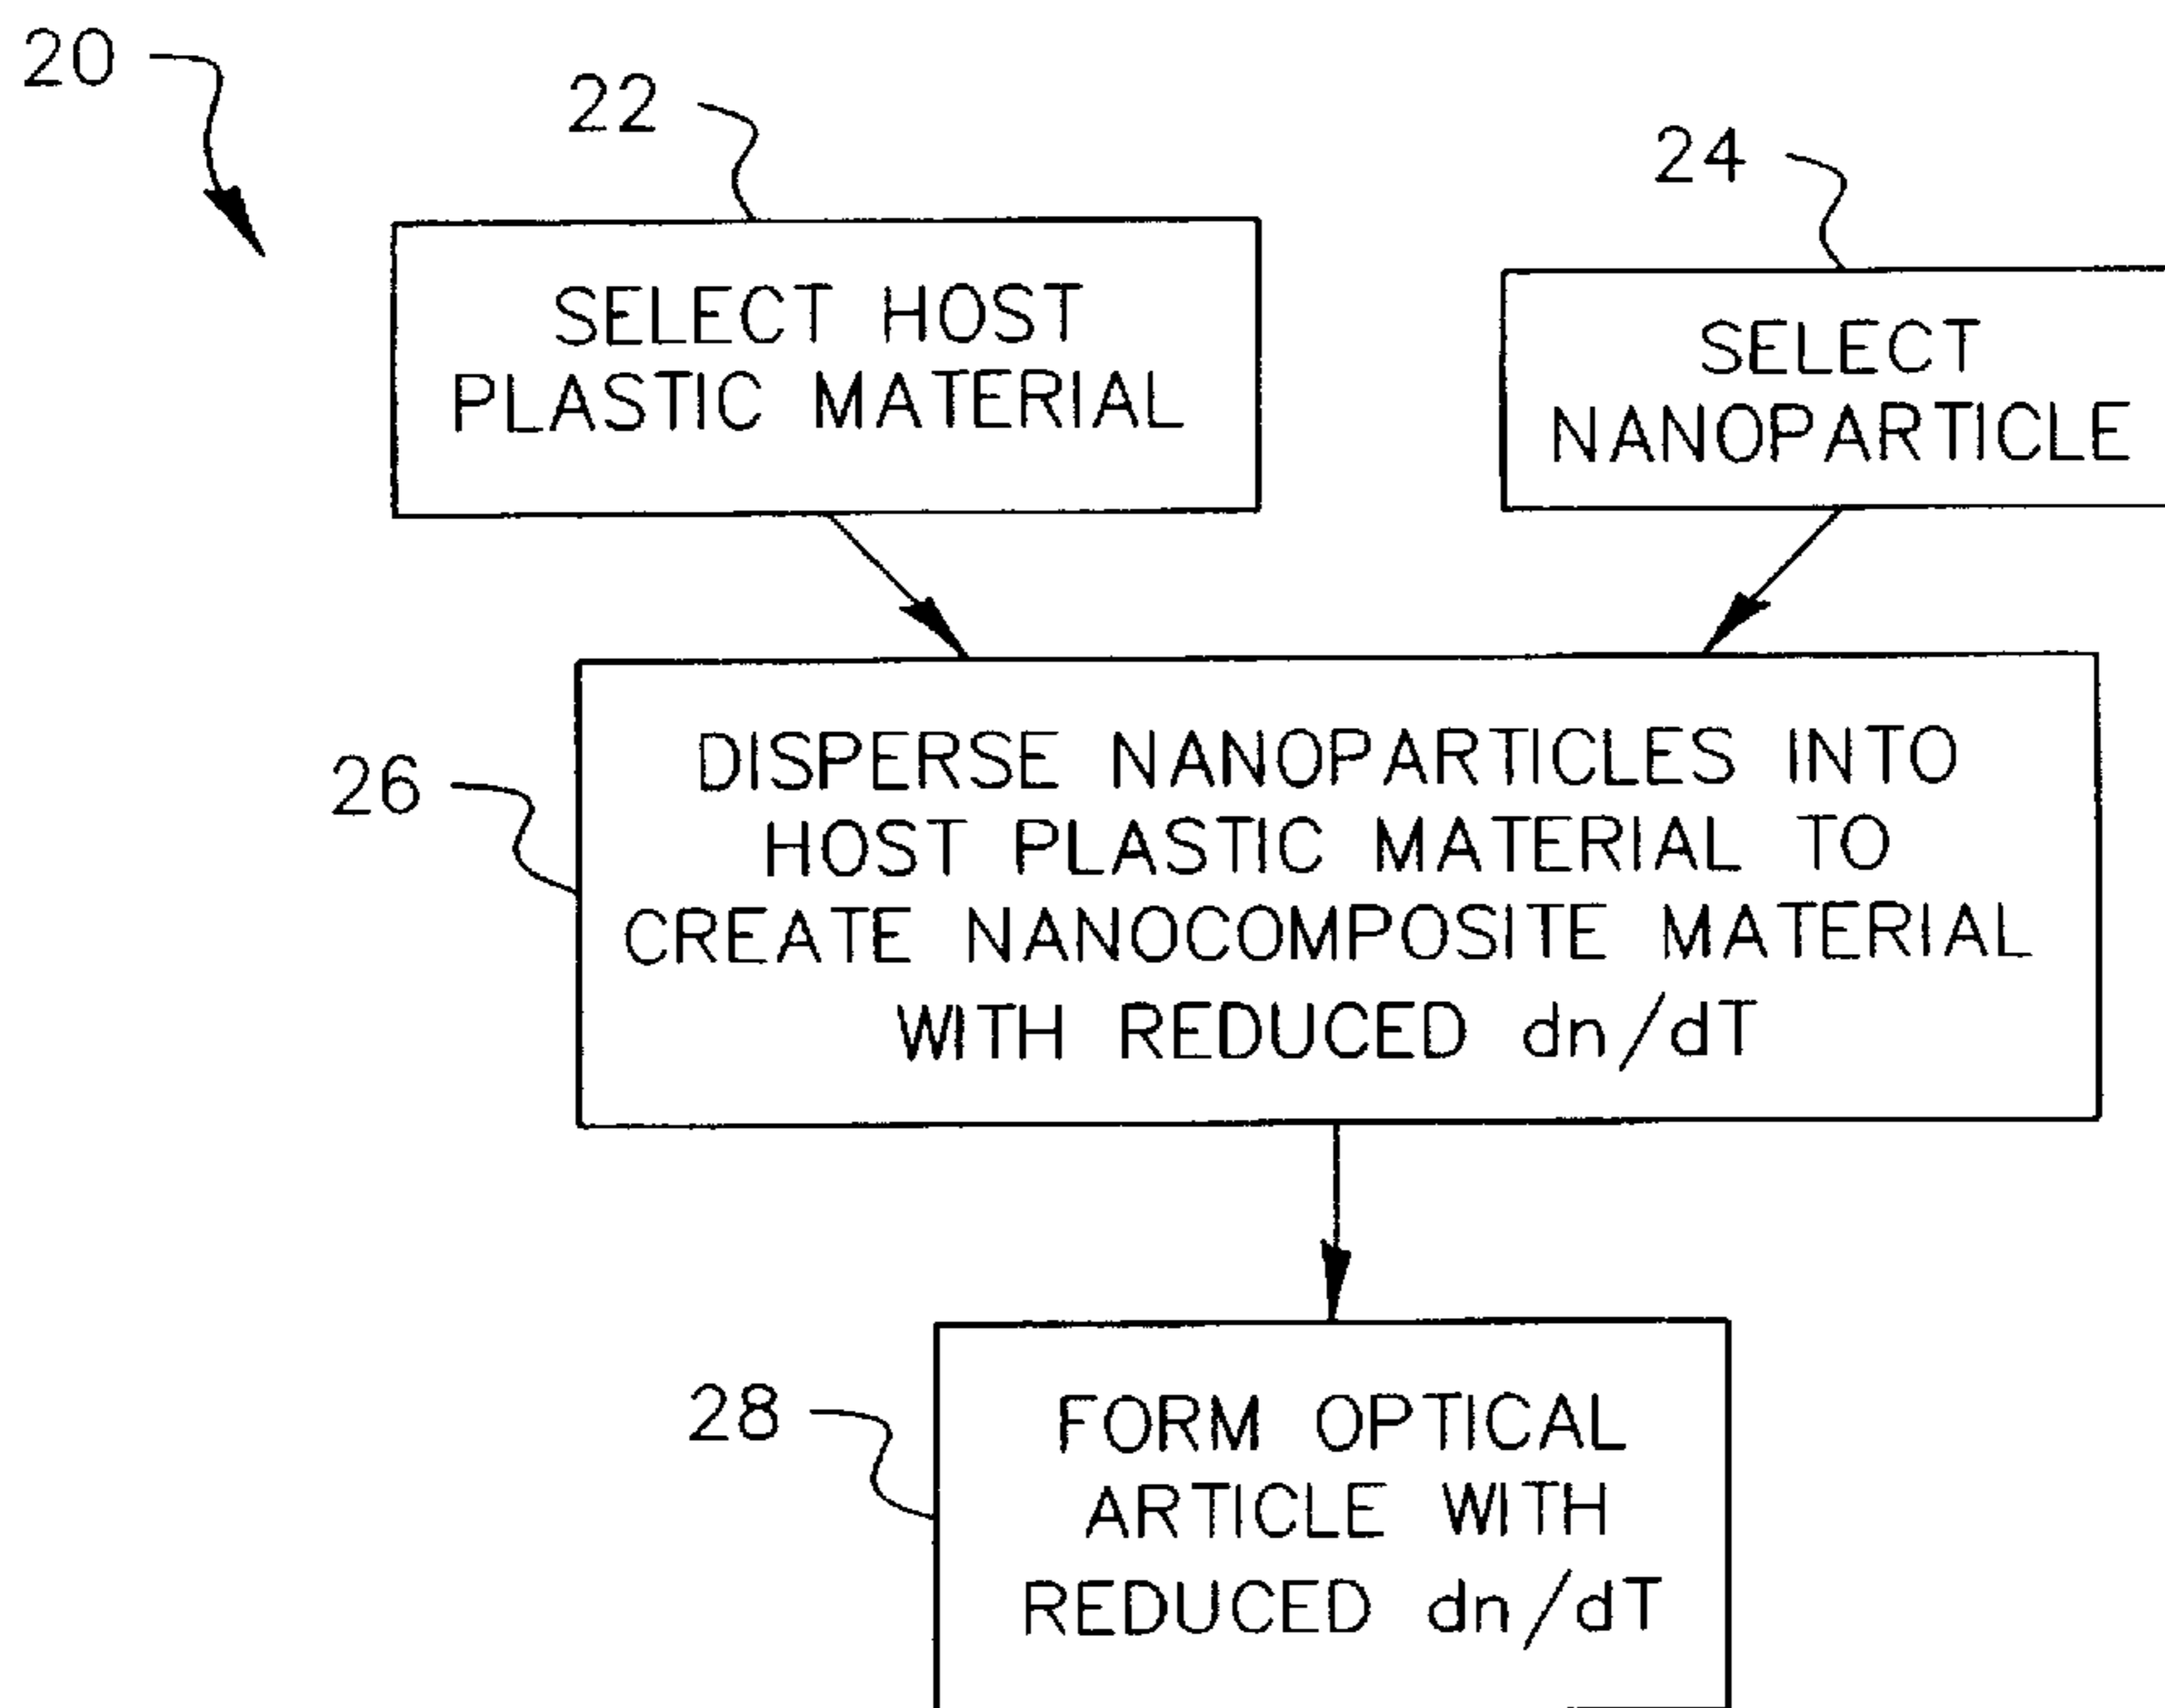 20
22
24
SELECT HOST
PLASTIC MATERIAL
SELECT
NANOPARTICLE
26
DISPERSE NANOPARTICLES INTO
HOST PLASTIC MATERIAL TO
CREATE NANOCOMPOSITE MATERIAL
WITH REDUCED dn/dT
28
FORM OPTICAL
ARTICLE WITH
REDUCED dn/dT